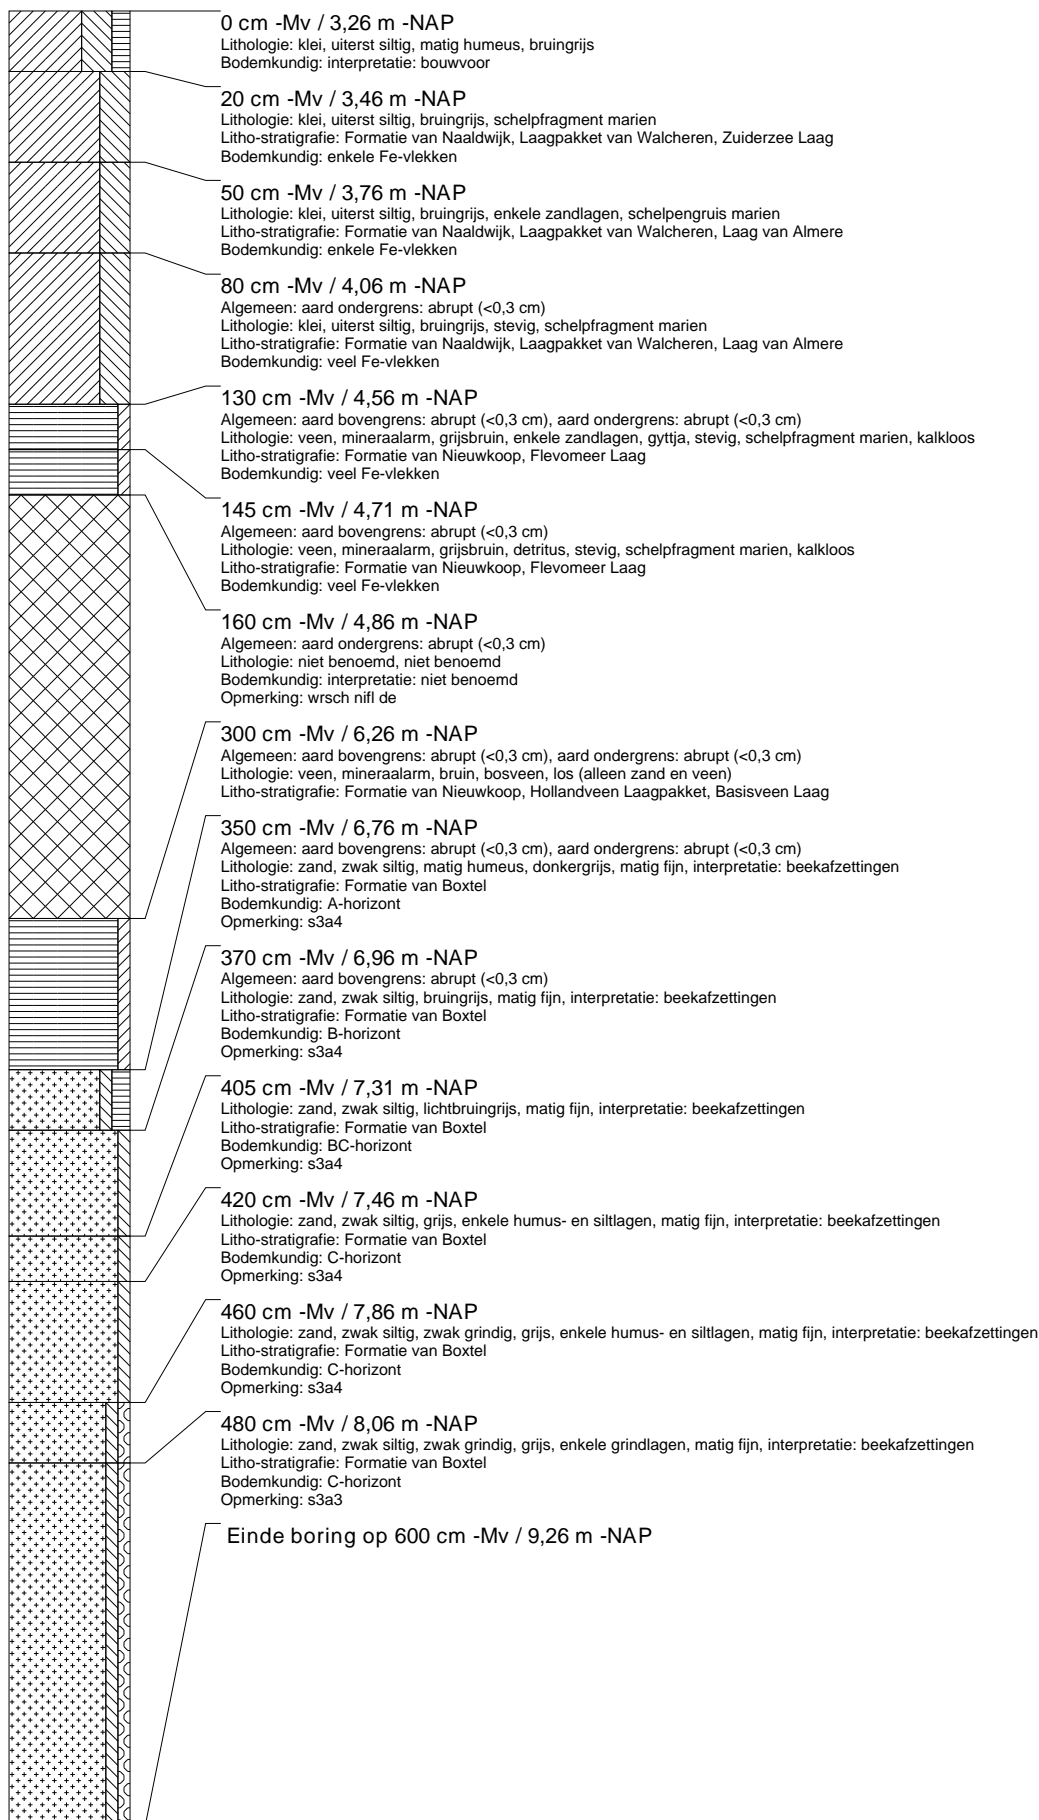 0 cm -Mv / 3,26 m -NAP
Lithologie: klei, uiterst siltig, matig humeus, bruingrijs
Bodemkundig: interpretatie: bouwvoor
20 cm -Mv / 3,46 m -NAP
Lithologie: klei, uiterst siltig, bruingrijs, schelpfragment marien
Litho-stratigrafie: Formatie van Naaldwijk, Laagpakket van Walcheren, Zuiderzee Laag
Bodemkundig: enkele Fe-vlekken
50 cm -Mv / 3,76 m -NAP
Lithologie: klei, uiterst siltig, bruingrijs, enkele zandlagen, schelpengruis marien
Litho-stratigrafie: Formatie van Naaldwijk, Laagpakket van Walcheren, Laag van Almere
Bodemkundig: enkele Fe-vlekken
80 cm -Mv / 4,06 m -NAP
Algemeen: aard ondergrens: abrupt (<0,3 cm)
Lithologie: klei, uiterst siltig, bruingrijs, stevig, schelpfragment marien
Litho-stratigrafie: Formatie van Naaldwijk, Laagpakket van Walcheren, Laag van Almere
Bodemkundig: veel Fe-vlekken
130 cm -Mv / 4,56 m -NAP
Algemeen: aard bovengrens: abrupt (<0,3 cm), aard ondergrens: abrupt (<0,3 cm)
Lithologie: veen, mineraalarm, grijsbruin, enkele zandlagen, gyttja, stevig, schelpfragment marien, kalkloos
Litho-stratigrafie: Formatie van Nieuwkoop, Flevomeer Laag
Bodemkundig: veel Fe-vlekken
145 cm -Mv / 4,71 m -NAP
Algemeen: aard bovengrens: abrupt (<0,3 cm)
Lithologie: veen, mineraalarm, grijsbruin, detritus, stevig, schelpfragment marien, kalkloos
Litho-stratigrafie: Formatie van Nieuwkoop, Flevomeer Laag
Bodemkundig: veel Fe-vlekken
160 cm -Mv / 4,86 m -NAP
Algemeen: aard ondergrens: abrupt (<0,3 cm)
Lithologie: niet benoemd, niet benoemd
Bodemkundig: interpretatie: niet benoemd
Opmerking: wrsch nifl de
300 cm -Mv / 6,26 m -NAP
Algemeen: aard bovengrens: abrupt (<0,3 cm), aard ondergrens: abrupt (<0,3 cm)
Lithologie: veen, mineraalarm, bruin, bosveen, los (alleen zand en veen)
Litho-stratigrafie: Formatie van Nieuwkoop, Hollandveen Laagpakket, Basisveen Laag
350 cm -Mv / 6,76 m -NAP
Algemeen: aard bovengrens: abrupt (<0,3 cm), aard ondergrens: abrupt (<0,3 cm)
Lithologie: zand, zwak siltig, matig humeus, donkergrijs, matig fijn, interpretatie: beekafzettingen
Litho-stratigrafie: Formatie van Boxtel
Bodemkundig: A-horizont
Opmerking: s3a4
370 cm -Mv / 6,96 m -NAP
Algemeen: aard bovengrens: abrupt (<0,3 cm)
Lithologie: zand, zwak siltig, bruingrijs, matig fijn, interpretatie: beekafzettingen
Litho-stratigrafie: Formatie van Boxtel
Bodemkundig: B-horizont
Opmerking: s3a4
405 cm -Mv / 7,31 m -NAP
Lithologie: zand, zwak siltig, lichtbruingrijs, matig fijn, interpretatie: beekafzettingen
Litho-stratigrafie: Formatie van Boxtel
Bodemkundig: BC-horizont
Opmerking: s3a4
420 cm -Mv / 7,46 m -NAP
Lithologie: zand, zwak siltig, grijs, enkele humus- en siltlagen, matig fijn, interpretatie: beekafzettingen
Litho-stratigrafie: Formatie van Boxtel
Bodemkundig: C-horizont
Opmerking: s3a4
460 cm -Mv / 7,86 m -NAP
Lithologie: zand, zwak siltig, zwak grindig, grijs, enkele humus- en siltlagen, matig fijn, interpretatie: beekafzettingen
Litho-stratigrafie: Formatie van Boxtel
Bodemkundig: C-horizont
Opmerking: s3a4
480 cm -Mv / 8,06 m -NAP
Lithologie: zand, zwak siltig, zwak grindig, grijs, enkele grindlagen, matig fijn, interpretatie: beekafzettingen
Litho-stratigrafie: Formatie van Boxtel
Bodemkundig: C-horizont
Opmerking: s3a3
Einde boring op 600 cm -Mv / 9,26 m -NAP